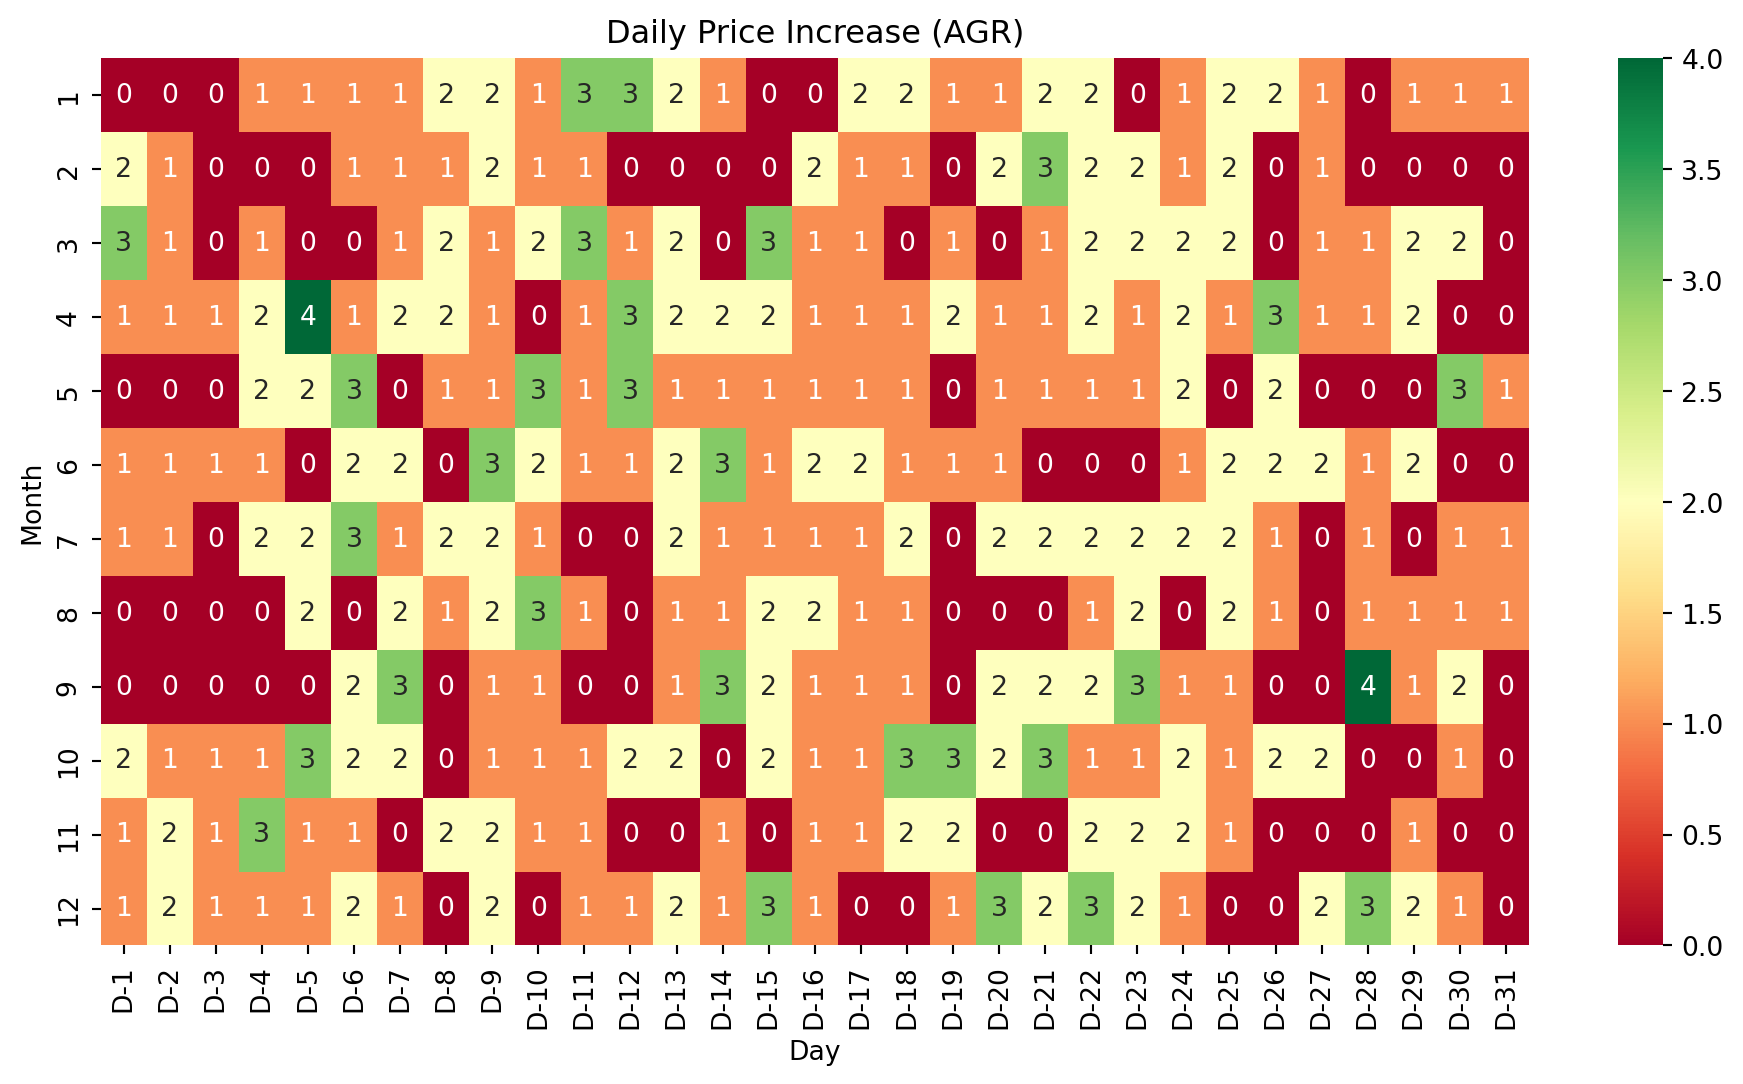 Daily Price Increase (AGR)
1 0 0 0 1 1 1 1 2 2 1 3 3 2 1 0 0 2 2 1 1 2 2 0 1 2 2 1 0 1 1 1
2 2 1 0 0 0 1 1 1 2 1 1 0 0 0 0 2 1 1 0 2 3 2 2 1 2 0 1 0 0 0 0
3 3 1 0 1 0 0 1 2 1 2 3 1 2 0 3 1 1 0 1 0 1 2 2 2 2 0 1 1 2 2 0
4 1 1 1 2 4 1 2 2 1 0 1 3 2 2 2 1 1 1 2 1 1 2 1 2 1 3 1 1 2 0 0
5 0 0 0 2 2 3 0 1 1 3 1 3 1 1 1 1 1 1 0 1 1 1 1 2 0 2 0 0 0 3 1
6 1 1 1 1 0 2 2 0 3 2 1 1 2 3 1 2 2 1 1 1 0 0 0 1 2 2 2 1 2 0 0
7 1 1 0 2 2 3 1 2 2 1 0 0 2 1 1 1 1 2 0 2 2 2 2 2 2 1 0 1 0 1 1
8 0 0 0 0 2 0 2 1 2 3 1 0 1 1 2 2 1 1 0 0 0 1 2 0 2 1 0 1 1 1 1
9 0 0 0 0 0 2 3 0 1 1 0 0 1 3 2 1 1 1 0 2 2 2 3 1 1 0 0 4 1 2 0
10 2 1 1 1 3 2 2 0 1 1 1 2 2 0 2 1 1 3 3 2 3 1 1 2 1 2 2 0 0 1 0
11 1 2 1 3 1 1 0 2 2 1 1 0 0 1 0 1 1 2 2 0 0 2 2 2 1 0 0 0 1 0 0
12 1 2 1 1 1 2 1 0 2 0 1 1 2 1 3 1 0 0 1 3 2 3 2 1 0 0 2 3 2 1 0
Month
D-1 D-2 D-3 D-4 D-5 D-6 D-7 D-8 D-9 D-10 D-11 D-12 D-13 D-14 D-15 D-16 D-17 D-18 D-19 D-20 D-21 D-22 D-23 D-24 D-25 D-26 D-27 D-28 D-29 D-30 D-31
Day
4.0
3.5
3.0
2.5
2.0
1.5
1.0
0.5
0.0